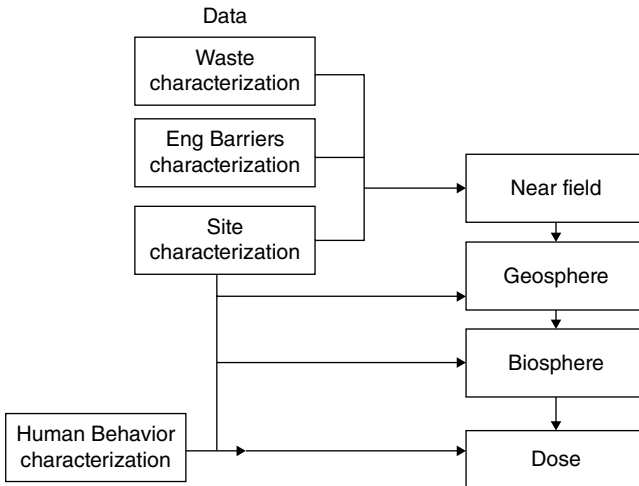 Data
Waste
characterization
Eng Barriers
characterization
Site
characterization
Near field
Geosphere
Biosphere
Human Behavior
characterization
Dose